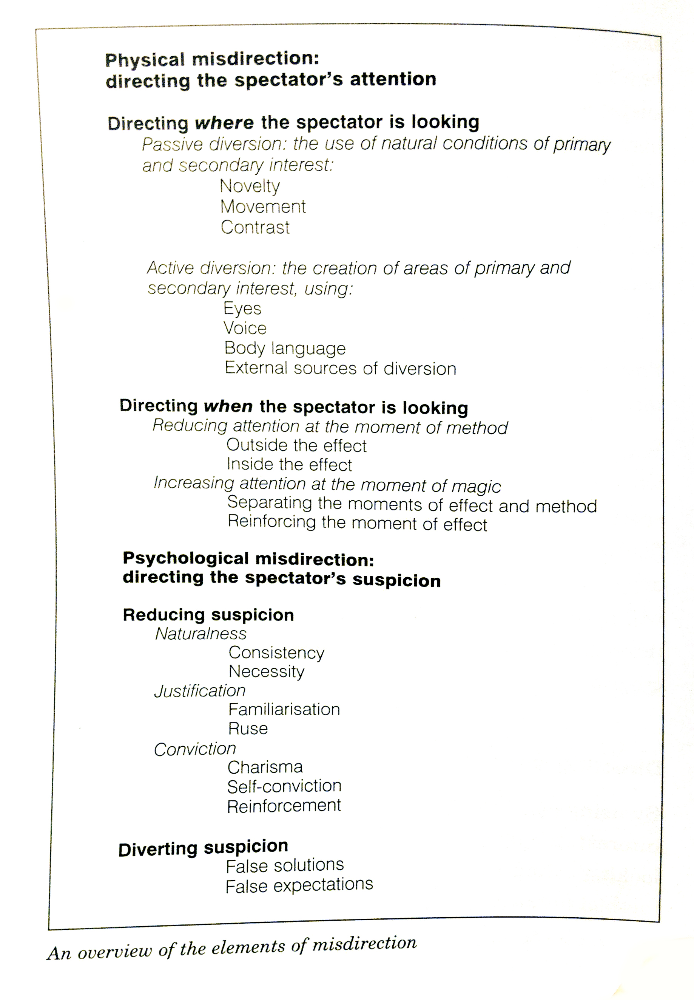 Physical misdirection:
directing the spectator's attention
Directing where the spectator is looking
Passive diversion: the use of natural conditions of primary
and secondary interest:
Novelty
Movement
Contrast
Active diversion: the creation of areas of primary and
secondary interest, using:
Eyes
Voice
Body language
External sources of diversion
Directing when the spectator is looking
Reducing attention at the moment of method
Outside the effect
Inside the effect
Increasing attention at the moment of magic
Separating the moments of effect and method
Reinforcing the moment of effect
Psychological misdirection:
directing the spectator's suspicion
Reducing suspicion
Naturalness
Consistency
Necessity
Justification
Familiarisation
Ruse
Conviction
Charisma
Self-conviction
Reinforcement
Diverting suspicion
False solutions
False expectations
An overview of the elements of misdirection